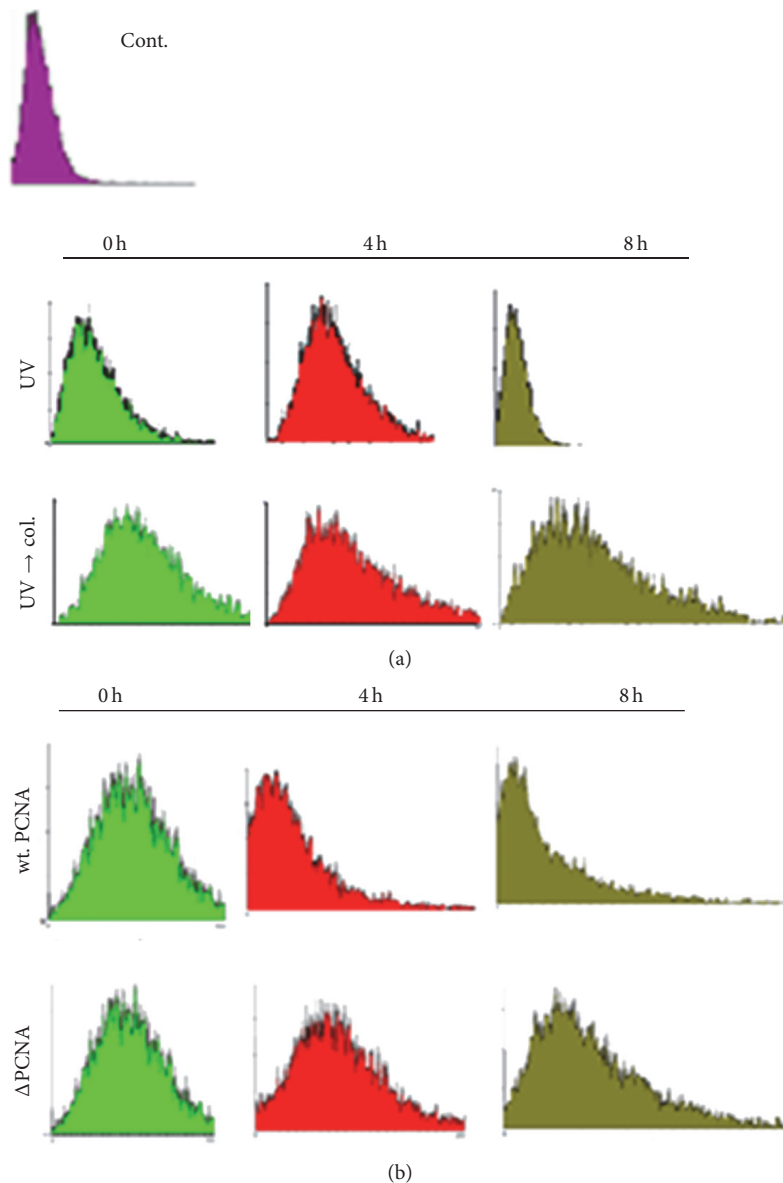 Cont.
0 h 4 h 8 h
UV
UV → col.
(a)
0 h 4 h 8 h
wt. PCNA
ΔPCNA
(b)